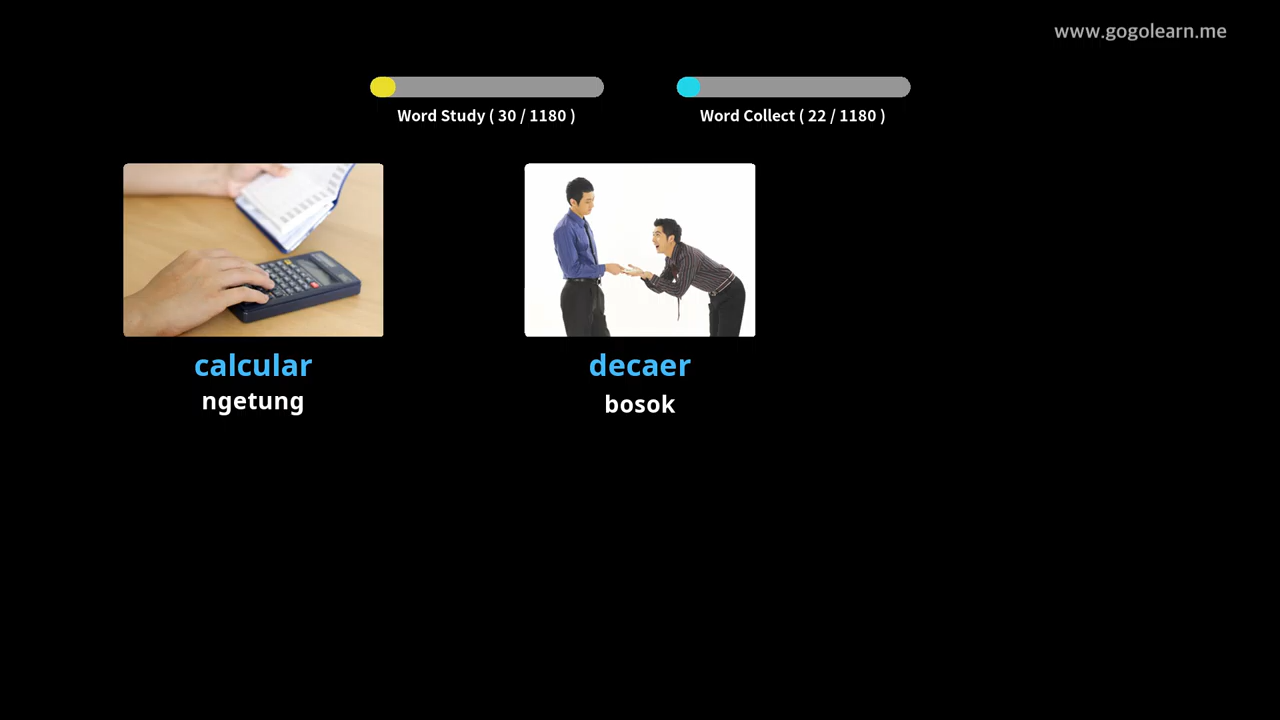 www.gogolearn.me
Word Study ( 30 / 1180 )
Word Collect ( 22 / 1180 )
calcular
ngetung
decaer
bosok